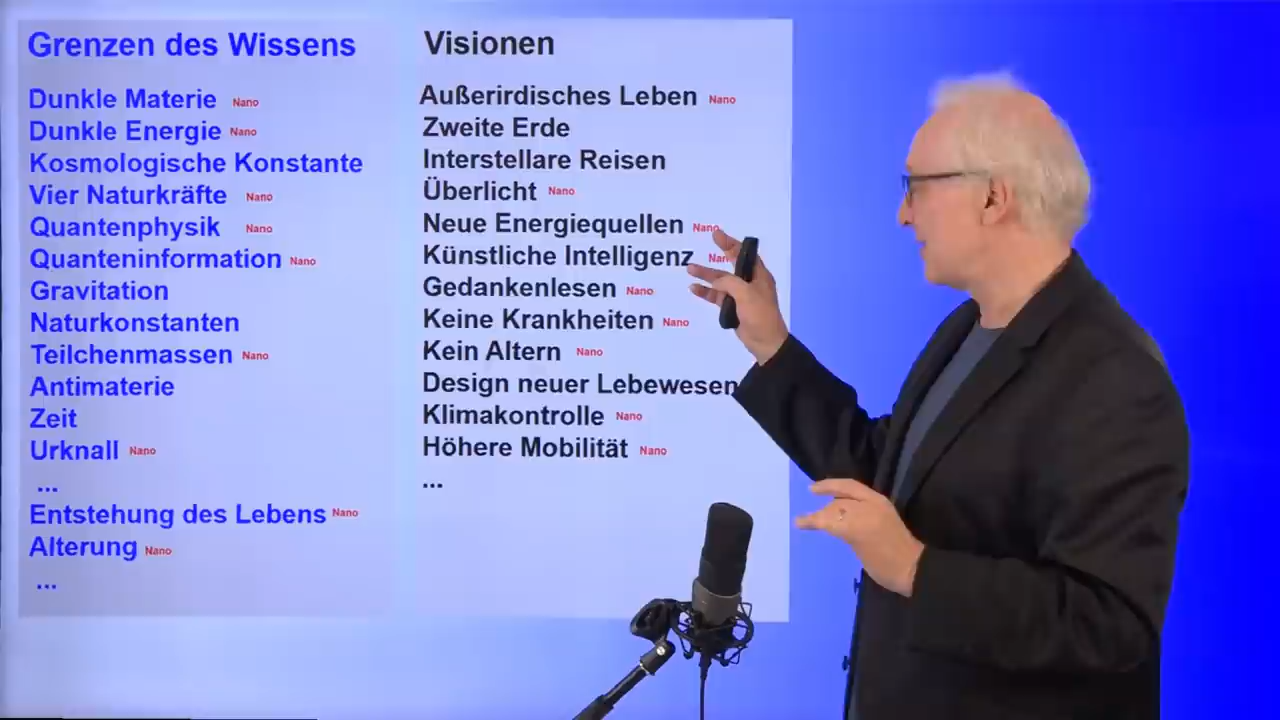 Grenzen des Wissens
Dunkle Materie Nano
Dunkle Energie Nano
Kosmologische Konstante
Vier Naturkräfte Nano
Quantenphysik Nano
Quanteninformation Nano
Gravitation
Naturkonstanten
Teilchenmassen Nano
Antimaterie
Zeit
Urknall Nano
...
Entstehung des Lebens Nano
Alterung Nano
...
Visionen
Außerirdisches Leben Nano
Zweite Erde
Interstellare Reisen
Überlicht Nano
Neue Energiequellen Nano
Künstliche Intelligenz
Gedankenlesen Nano
Keine Krankheiten Nano
Kein Altern Nano
Design neuer Lebewesen
Klimakontrolle Nano
Höhere Mobilität Nano
...